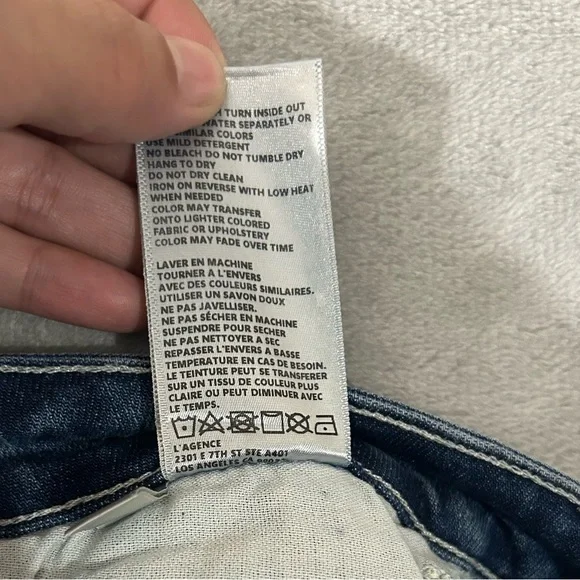 TURN INSIDE OUT
WATER SEPARATELY OR
SIMILAR COLORS
USE MILD DETERGENT
NO BLEACH DO NOT TUMBLE DRY
HANG TO DRY
DO NOT DRY CLEAN
IRON ON REVERSE WITH LOW HEAT
WHEN NEEDED
COLOR MAY TRANSFER
ONTO LIGHTER COLORED
FABRIC OR UPHOLSTERY
COLOR MAY FADE OVER TIME
LAVER EN MACHINE
TOURNER A L'ENVERS
AVEC DES COULEURS SIMILAIRES.
UTILISER UN SAVON DOUX
NE PAS JAVELLISER.
NE PAS SÉCHER EN MACHINE
SUSPENDRE POUR SECHER
NE PAS NETTOYER A SEC
REPASSER L'ENVERS A BASSE
TEMPERATURE EN CAS DE BESOIN.
LE TEINTURE PEUT SE TRANSFERER
SUR UN TISSU DE COULEUR PLUS
CLAIRE OU PEUT DIMINUER AVEC
LE TEMPS.
L'AGENCE
2301 E 7TH ST STE A401
LOS ANGELES CA